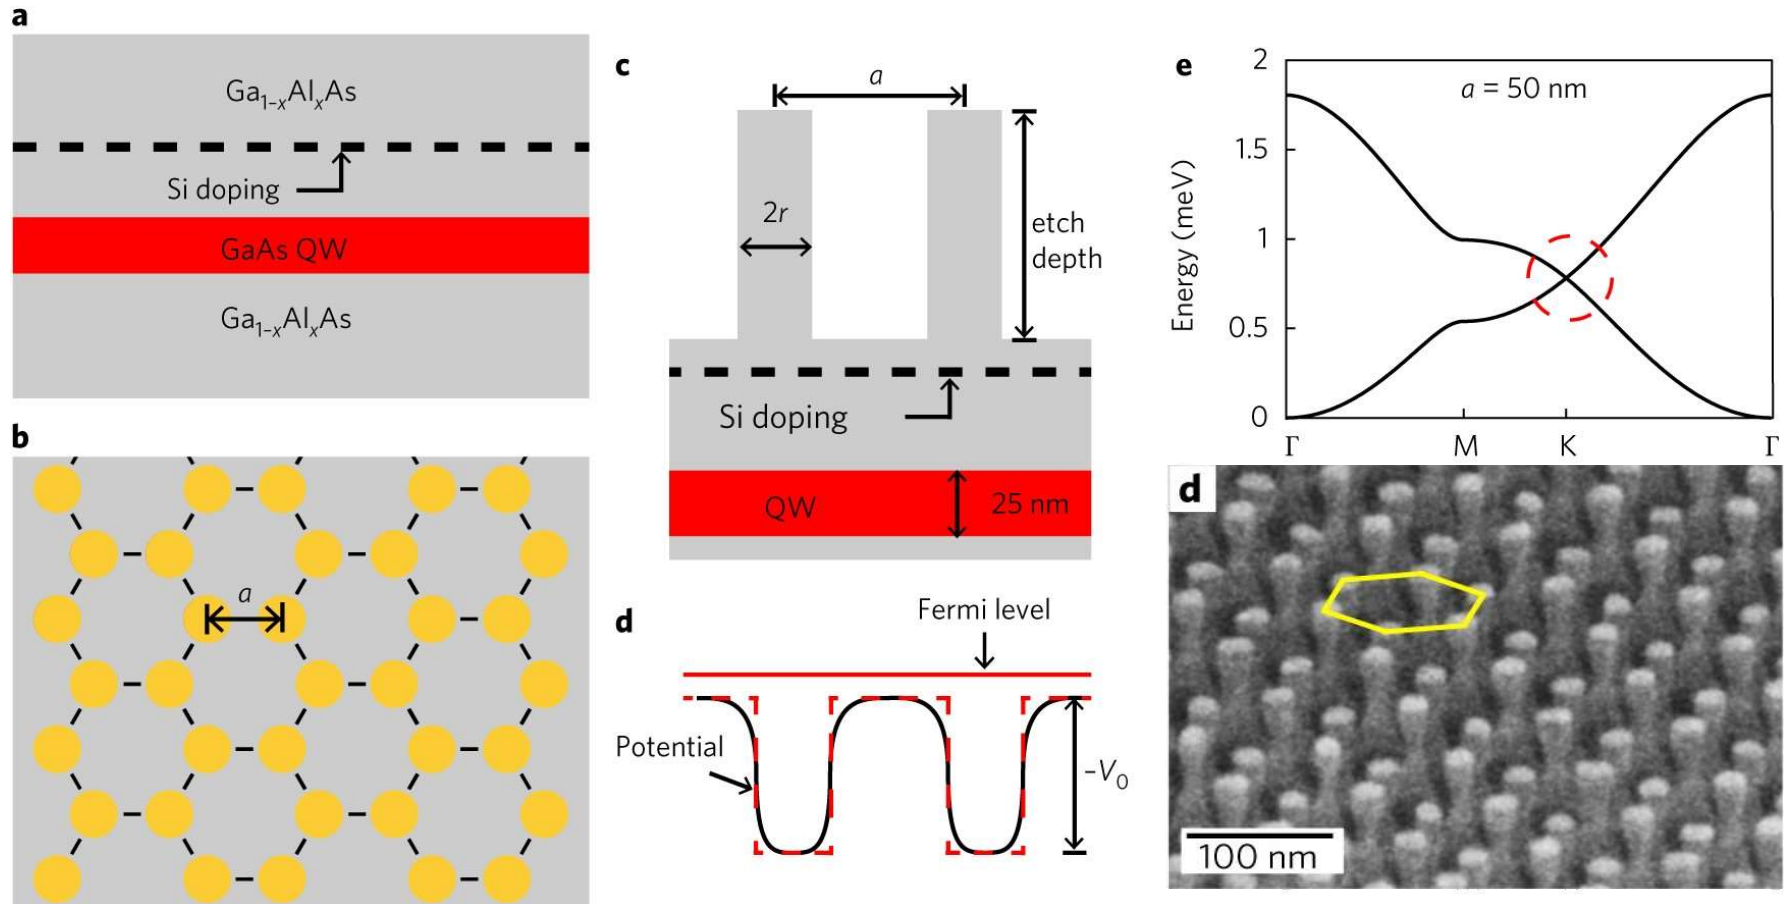 a
Ga1−xAlxAs
Si doping
GaAs QW
Ga1−xAlxAs
b
a
c
a
2r
etch
depth
Si doping
QW
25 nm
d
Fermi level
Potential
−V0
e
a = 50 nm
Energy (meV)
2
1.5
1
0.5
0
Γ
M
K
Γ
d
100 nm